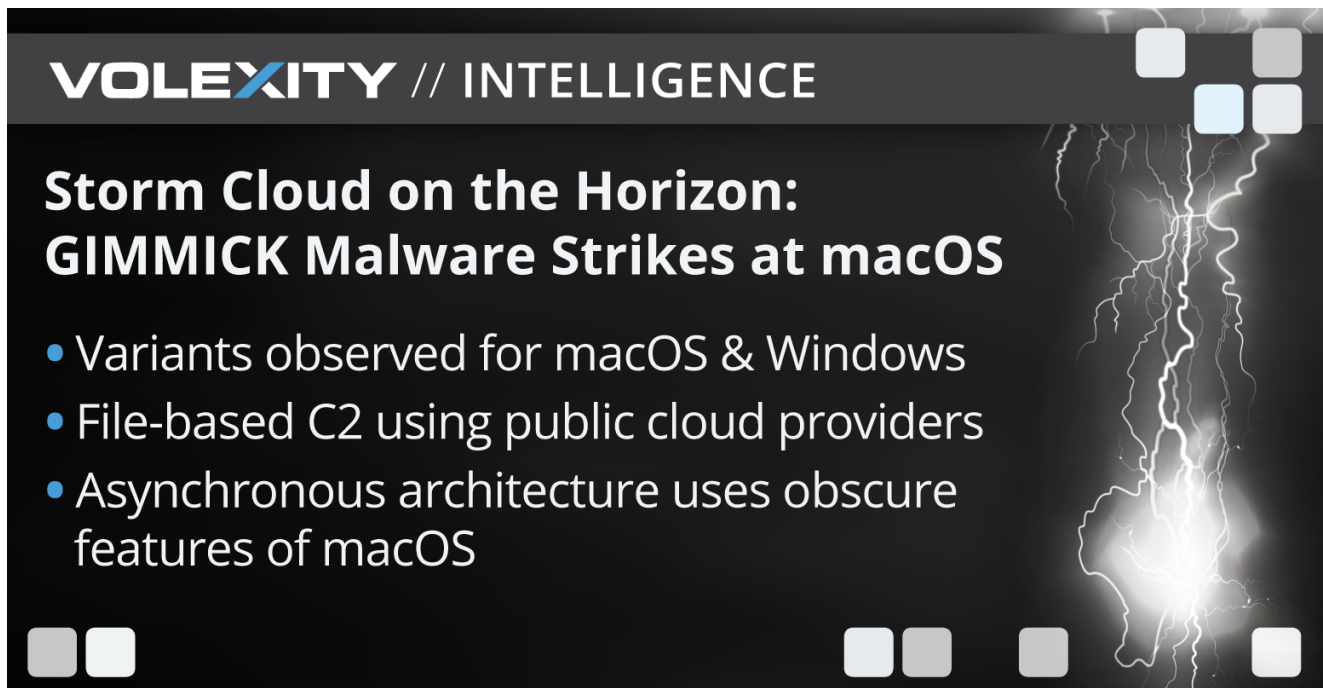 VOLEXITY // INTELLIGENCE
Storm Cloud on the Horizon:
GIMMICK Malware Strikes at macOS
• Variants observed for macOS & Windows
• File-based C2 using public cloud providers
• Asynchronous architecture uses obscure
features of macOS